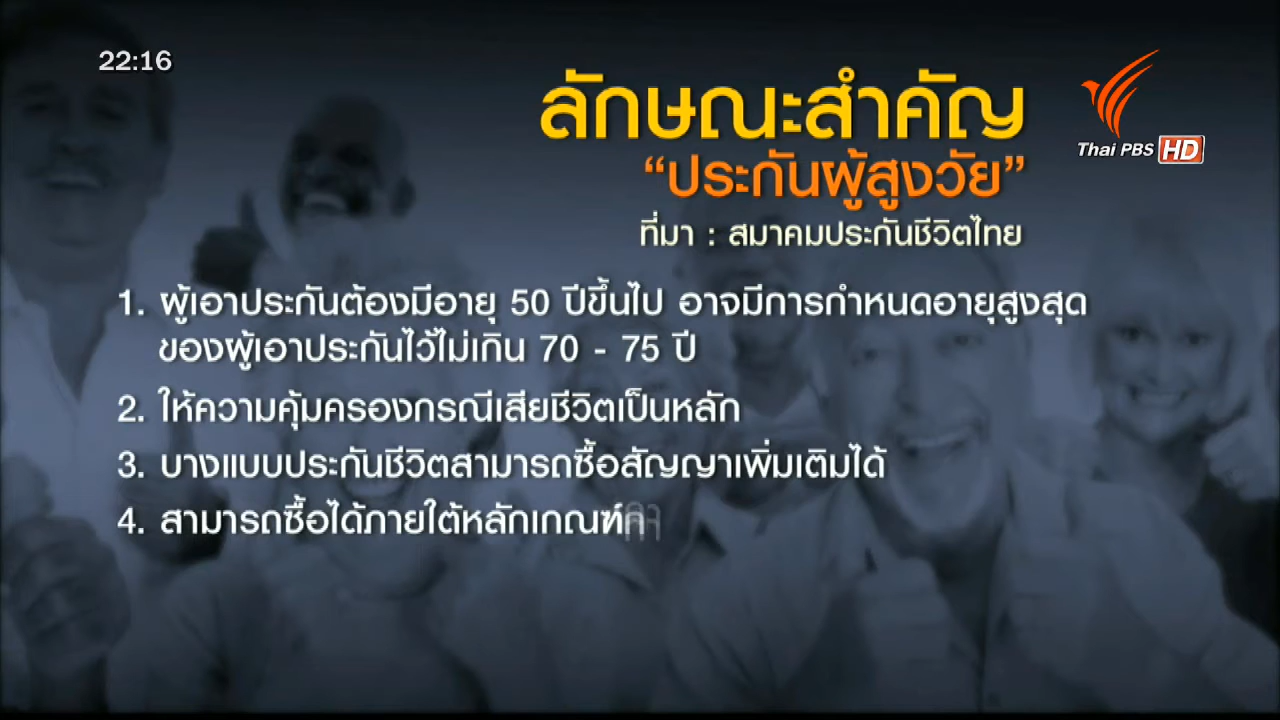 22:16
ลักษณะสำคัญ
“ประกันผู้สูงวัย”
Thai PBS HD
ที่มา : สมาคมประกันชีวิตไทย
1. ผู้เอาประกันต้องมีอายุ 50 ปีขึ้นไป อาจมีการกำหนดอายุสูงสุด
ของผู้เอาประกันไว้ไม่เกิน 70 - 75 ปี
2. ให้ความคุ้มครองกรณีเสียชีวิตเป็นหลัก
3. บางแบบประกันชีวิตสามารถซื้อสัญญาเพิ่มเติมได้
4. สามารถซื้อได้ภายใต้หลักเกณฑ์